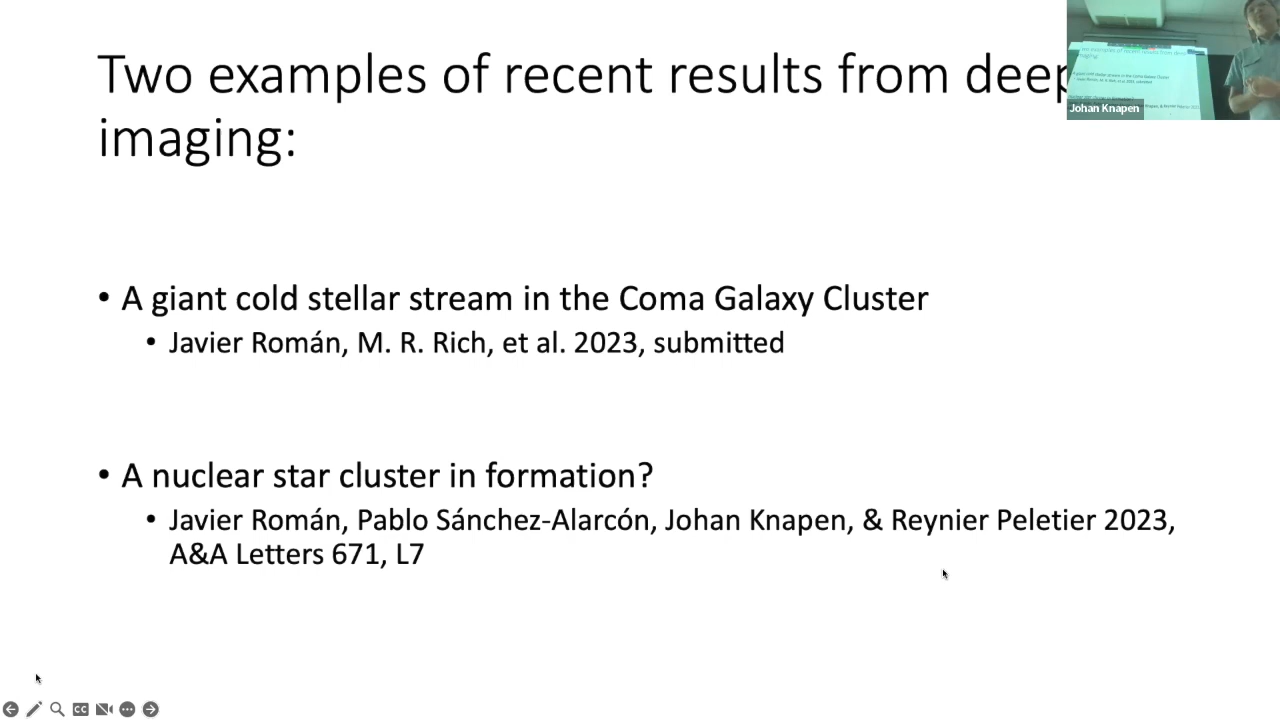 Two examples of recent results from deep
imaging:
Johan Knapen
• A giant cold stellar stream in the Coma Galaxy Cluster
• Javier Román, M. R. Rich, et al. 2023, submitted
• A nuclear star cluster in formation?
• Javier Román, Pablo Sánchez-Alarcón, Johan Knapen, & Reynier Peletier 2023,
A&A Letters 671, L7
CC